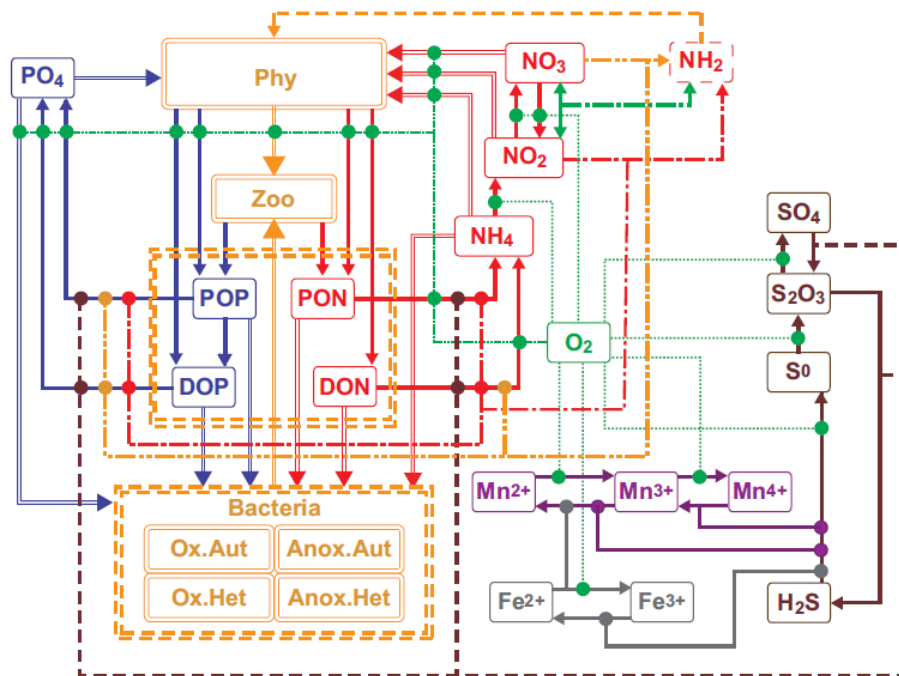 Phy
NO₃
NH₂
PO₄
NO₂
Zoo
SO₄
NH₄
POP
PON
S₂O₃
O₂
DOP
DON
S⁰
Mn²⁺
Mn³⁺
Mn⁴⁺
Bacteria
Ox.Aut
Anox.Aut
Ox.Het
Anox.Het
Fe²⁺
Fe³⁺
H₂S